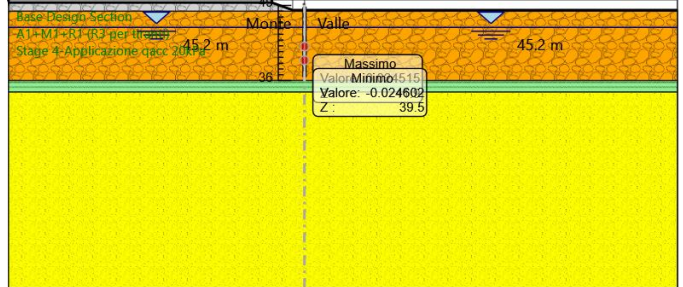 Base Design Section
Monte Valle
A1+M1+R1 (R3 per tiranti)
45.2 m
45.2 m
Stage 4-Applicazione qacc 20kPa
Massimo
36
Minimo
Valore: -0.024602
Z : 39.5